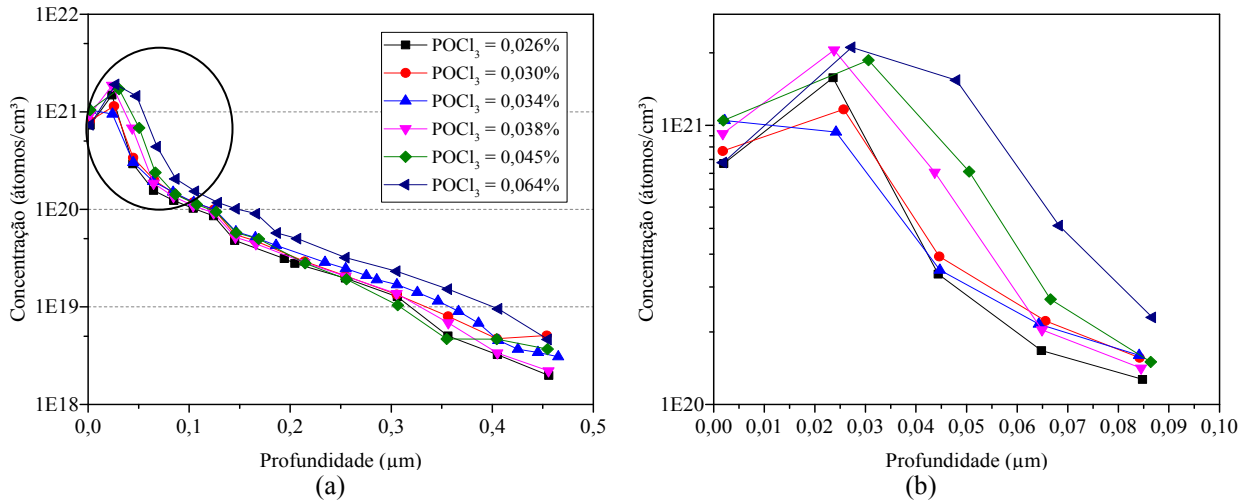 1E22
1E21
1E20
1E19
1E18
Concentração (átomos/cm³)
POCl₃ = 0,026%
POCl₃ = 0,030%
POCl₃ = 0,034%
POCl₃ = 0,038%
POCl₃ = 0,045%
POCl₃ = 0,064%
0,0 0,1 0,2 0,3 0,4 0,5
Profundidade (µm)
(a)
1E21
1E20
Concentração (átomos/cm³)
0,00 0,01 0,02 0,03 0,04 0,05 0,06 0,07 0,08 0,09 0,10
Profundidade (µm)
(b)